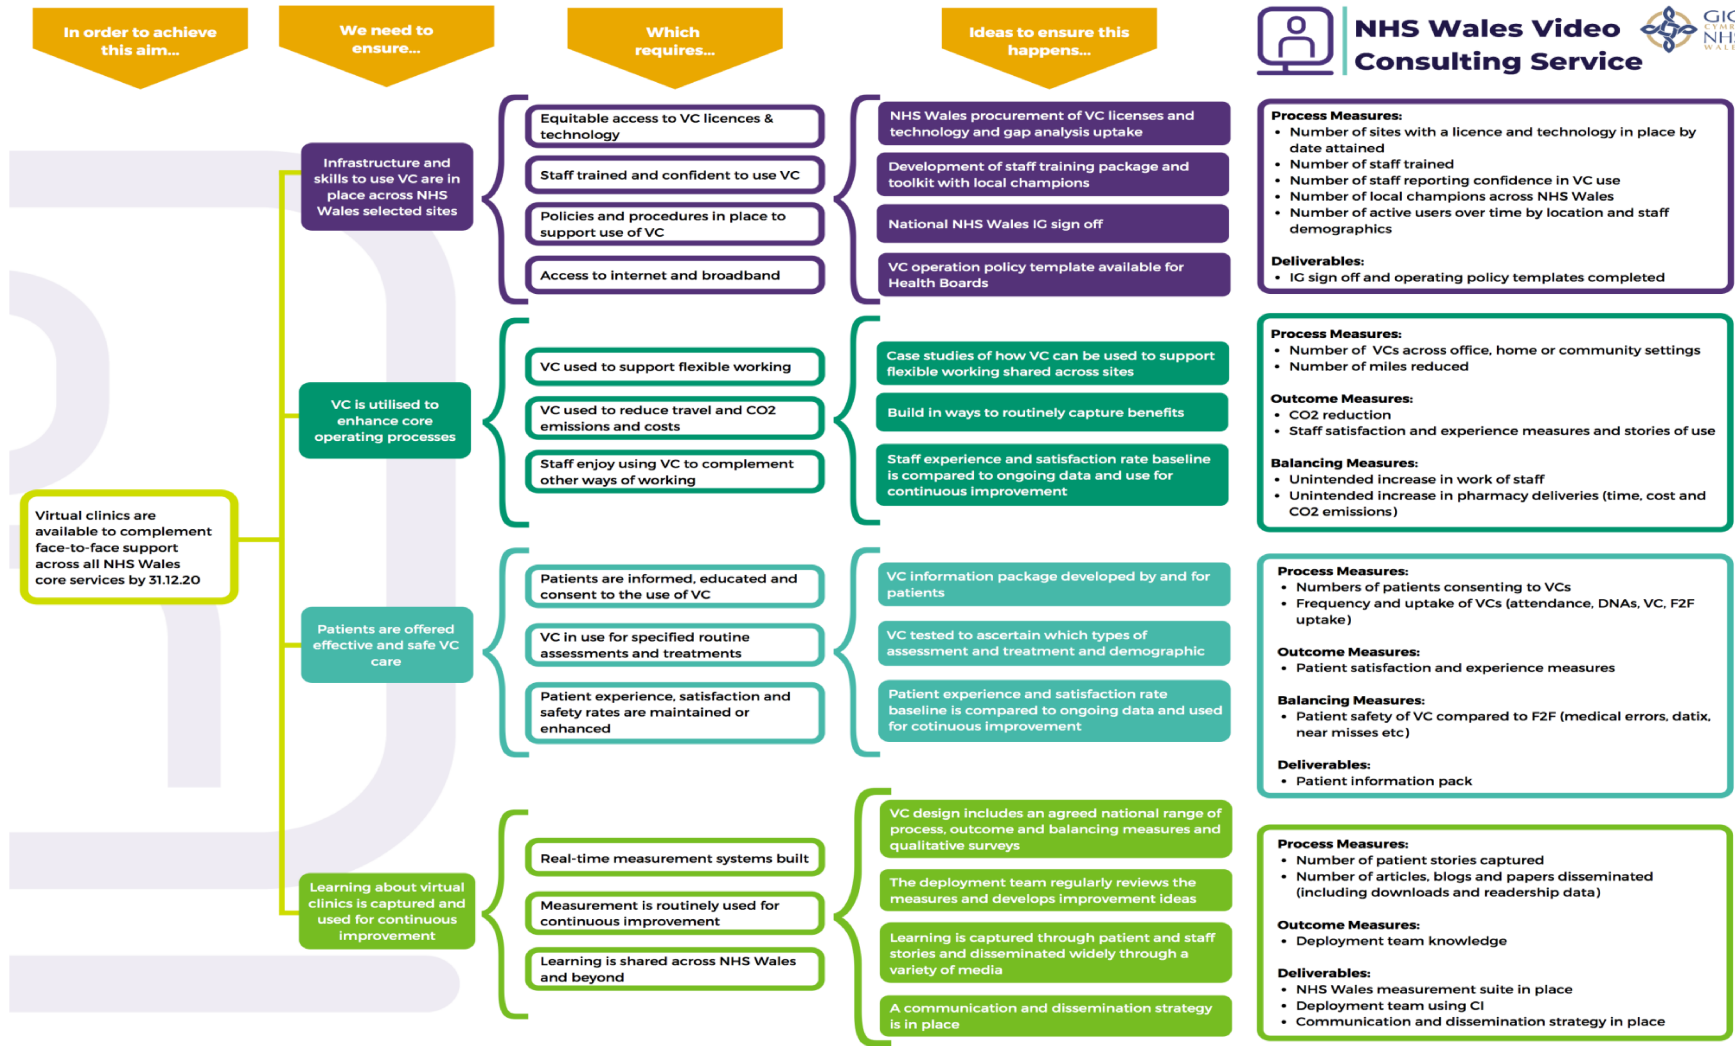 In order to achieve
this aim...
We need to
ensure...
Which
requires...
Ideas to ensure this
happens...
NHS Wales Video
Consulting Service
GIG
CYMRU
NHS
WALES
Virtual clinics are
available to complement
face-to-face support
across all NHS Wales
core services by 31.12.20
Infrastructure and
skills to use VC are in
place across NHS
Wales selected sites
Equitable access to VC licences &
technology
Staff trained and confident to use VC
Policies and procedures in place to
support use of VC
Access to internet and broadband
NHS Wales procurement of VC licenses and
technology and gap analysis uptake
Development of staff training package and
toolkit with local champions
National NHS Wales IG sign off
VC operation policy template available for
Health Boards
Process Measures:
• Number of sites with a licence and technology in place by
date attained
• Number of staff trained
• Number of staff reporting confidence in VC use
• Number of local champions across NHS Wales
• Number of active users over time by location and staff
demographics
Deliverables:
• IG sign off and operating policy templates completed
VC is utilised to
enhance core
operating processes
VC used to support flexible working
VC used to reduce travel and CO2
emissions and costs
Staff enjoy using VC to complement
other ways of working
Case studies of how VC can be used to support
flexible working shared across sites
Build in ways to routinely capture benefits
Staff experience and satisfaction rate baseline
is compared to ongoing data and use for
continuous improvement
Process Measures:
• Number of VCs across office, home or community settings
• Number of miles reduced
Outcome Measures:
• CO2 reduction
• Staff satisfaction and experience measures and stories of use
Balancing Measures:
• Unintended increase in work of staff
• Unintended increase in pharmacy deliveries (time, cost and
CO2 emissions)
Patients are offered
effective and safe VC
care
Patients are informed, educated and
consent to the use of VC
VC in use for specified routine
assessments and treatments
Patient experience, satisfaction and
safety rates are maintained or
enhanced
VC information package developed by and for
patients
VC tested to ascertain which types of
assessment and treatment and demographic
Patient experience and satisfaction rate
baseline is compared to ongoing data and used
for cotinuous improvement
Process Measures:
• Numbers of patients consenting to VCs
• Frequency and uptake of VCs (attendance, DNAs, VC, F2F
uptake)
Outcome Measures:
• Patient satisfaction and experience measures
Balancing Measures:
• Patient safety of VC compared to F2F (medical errors, datix,
near misses etc)
Deliverables:
• Patient information pack
Learning about virtual
clinics is captured and
used for continuous
improvement
Real-time measurement systems built
Measurement is routinely used for
continuous improvement
Learning is shared across NHS Wales
and beyond
VC design includes an agreed national range of
process, outcome and balancing measures and
qualitative surveys
The deployment team regularly reviews the
measures and develops improvement ideas
Learning is captured through patient and staff
stories and disseminated widely through a
variety of media
A communication and dissemination strategy
is in place
Process Measures:
• Number of patient stories captured
• Number of articles, blogs and papers disseminated
(including downloads and readership data)
Outcome Measures:
• Deployment team knowledge
Deliverables:
• NHS Wales measurement suite in place
• Deployment team using CI
• Communication and dissemination strategy in place